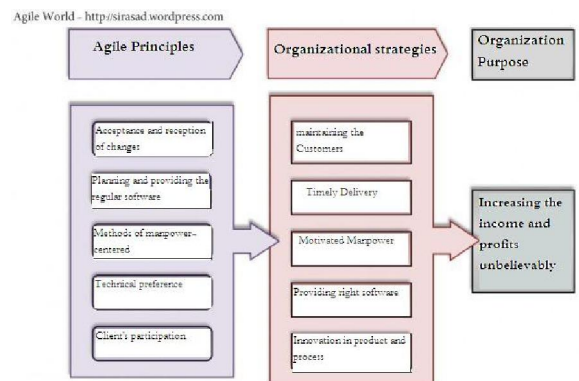 Agile World - http://sirasad.wordpress.com
Agile Principles
Organizational strategies
Organization
Purpose
Acceptance and reception
of changes
Planning and providing the
regular software
Methods of manpower-
centered
Technical preference
Client's participation
maintaining the
Customers
Timely Delivery
Motivated Manpower
Providing right software
Innovation in product and
process
Increasing the
income and
profits
unbelievably